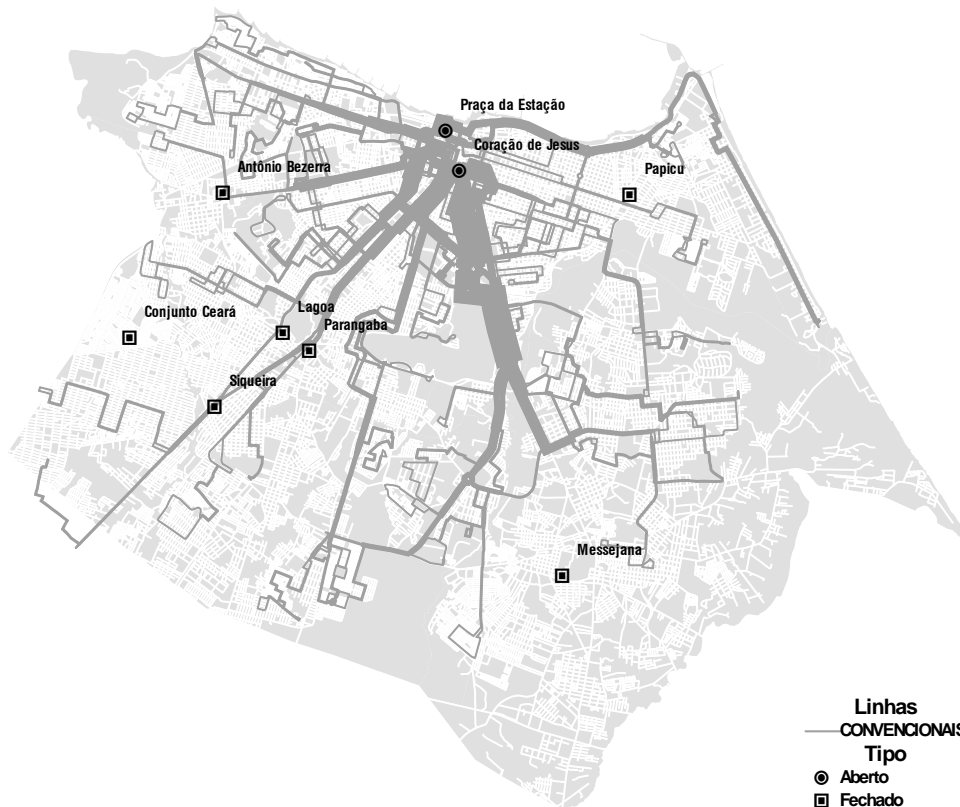 Praça da Estação
Coração de Jesus
Antônio Bezerra
Papicu
Conjunto Ceará
Lagoa
Parangaba
Siqueira
Messejana
Linhas
CONVENCIONAIS
Tipo
Aberto
Fechado